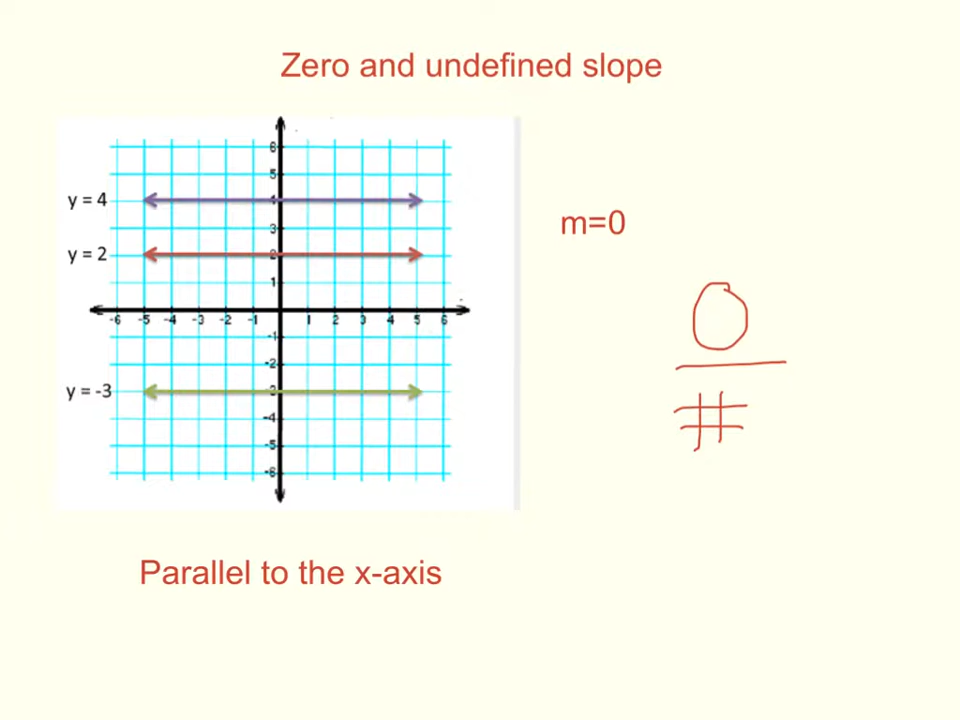 Zero and undefined slope
6
5
y = 4
4
3
y = 2
2
1
m=0
-6 -5 -4 -3 -2 -1 1 2 3 4 5 6
-1
-2
y = -3
-3
-4
-5
-6
0
#
Parallel to the x-axis